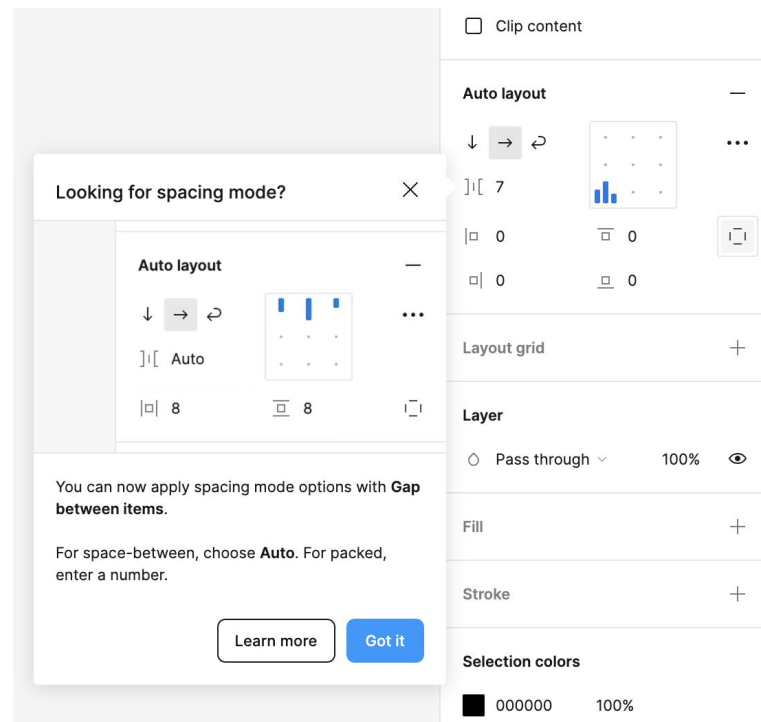 Clip content
Auto layout
7
0 0
0 0
Layout grid
Layer
Pass through 100%
Fill
Stroke
Selection colors
000000 100%
Looking for spacing mode?
Auto layout
Auto
8 8
You can now apply spacing mode options with Gap
between items.
For space-between, choose Auto. For packed,
enter a number.
Learn more Got it